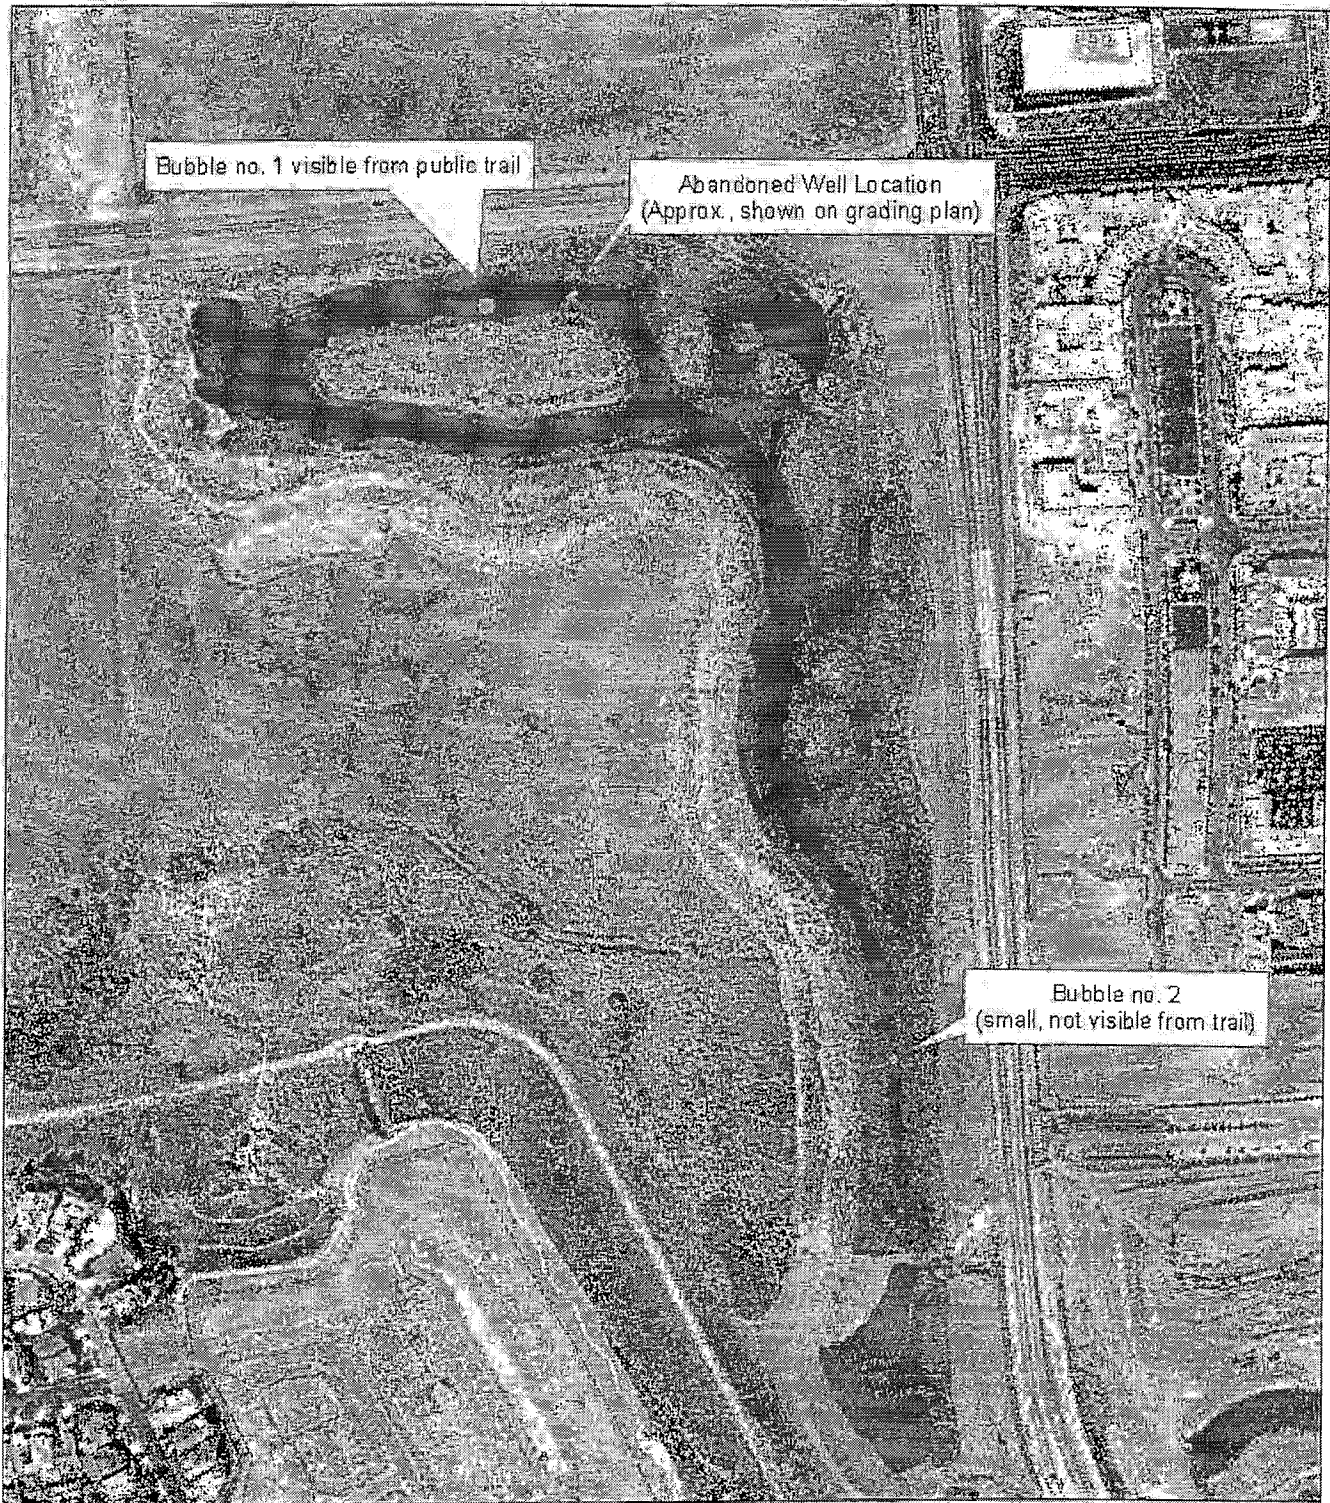 Bubble no. 1 visible from public trail
Abandoned Well Location
(Approx., shown on grading plan)
Bubble no. 2
(small, not visible from trail)